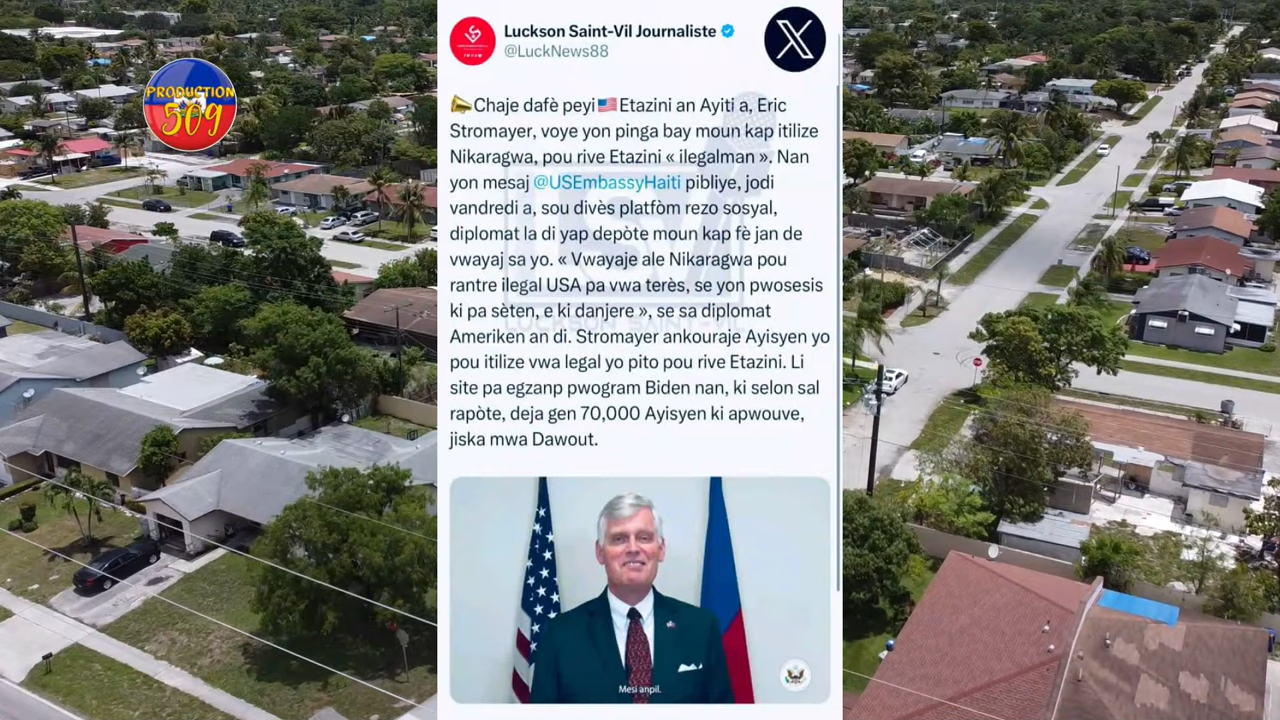 PRODUCTION
509
Luckson Saint-Vil Journaliste
@LuckNews88
X
Chaje dafè peyi Etazini an Ayiti a, Eric
Stromayer, voye yon pinga bay moun kap itilize
Nikaragwa, pou rive Etazini « ilegalman ». Nan
yon mesaj @USEmbassyHaiti pibliye, jodi
vandredi a, sou divès platfòm rezo sosyal,
diplomat la di yap depòte moun kap fè jan de
vwayaj sa yo. « Vwayaje ale Nikaragwa pou
rantre ilegal USA pa vwa terès, se yon pwosesis
ki pa sèten, e ki danjere », se sa diplomat
Ameriken an di. Stromayer ankouraje Ayisyen yo
pou itilize vwa legal yo pito pou rive Etazini. Li
site pa egzanp pwogram Biden nan, ki selon sal
rapòte, deja gen 70,000 Ayisyen ki apwouve,
jiska mwa Dawout.
LUCKSON SAINT-VIL
Mesi anpil.